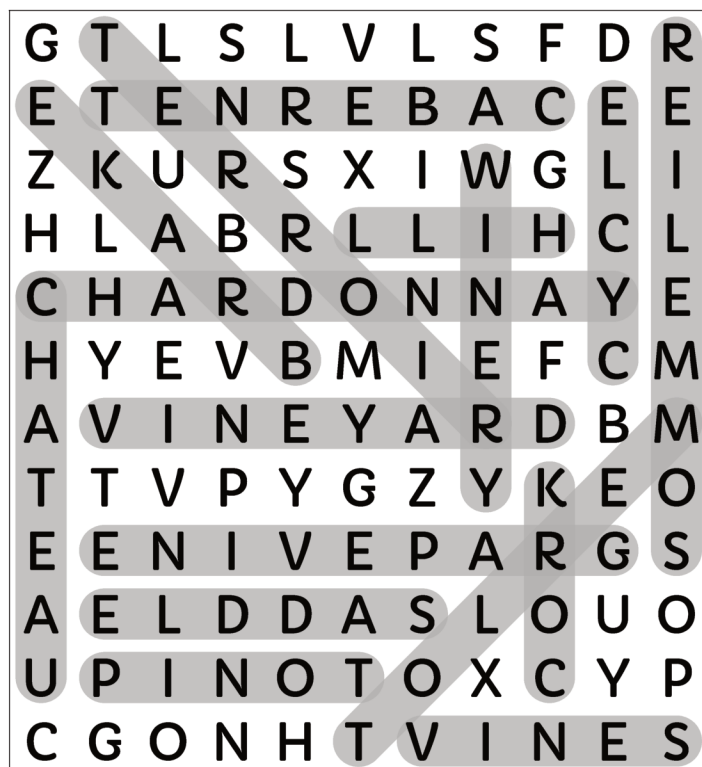 G T L S L V L S F D R
E T E N R E B A C E E
Z K U R S X I W G L I
H L A B R L L I H C L
C H A R D O N N A Y E
H Y E V B M I E F C M
A V I N E Y A R D B M
T T V P Y G Z Y K E O
E E N I V E P A R G S
A E L D D A S L O U O
U P I N O T O X C Y P
C G O N H T V I N E S